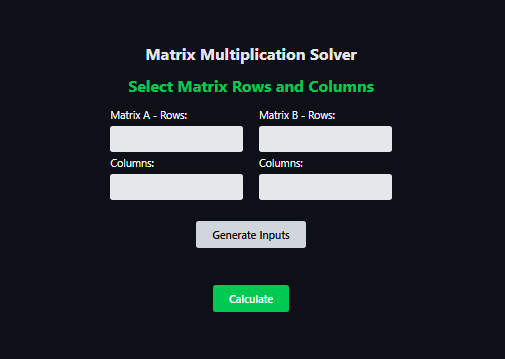 Matrix Multiplication Solver
Select Matrix Rows and Columns
Matrix A - Rows:
Matrix B - Rows:
Columns:
Columns:
Generate Inputs
Calculate